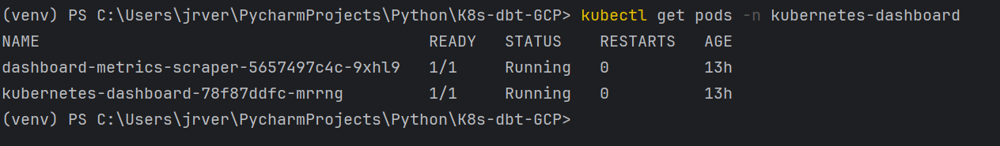 (venv) PS C:\Users\jrver\PycharmProjects\Python\K8s-dbt-GCP> kubectl get pods -n kubernetes-dashboard
NAME                                         READY   STATUS    RESTARTS   AGE
dashboard-metrics-scraper-5657497c4c-9xhl9   1/1     Running   0          13h
kubernetes-dashboard-78f87ddfc-mrrng         1/1     Running   0          13h
(venv) PS C:\Users\jrver\PycharmProjects\Python\K8s-dbt-GCP>